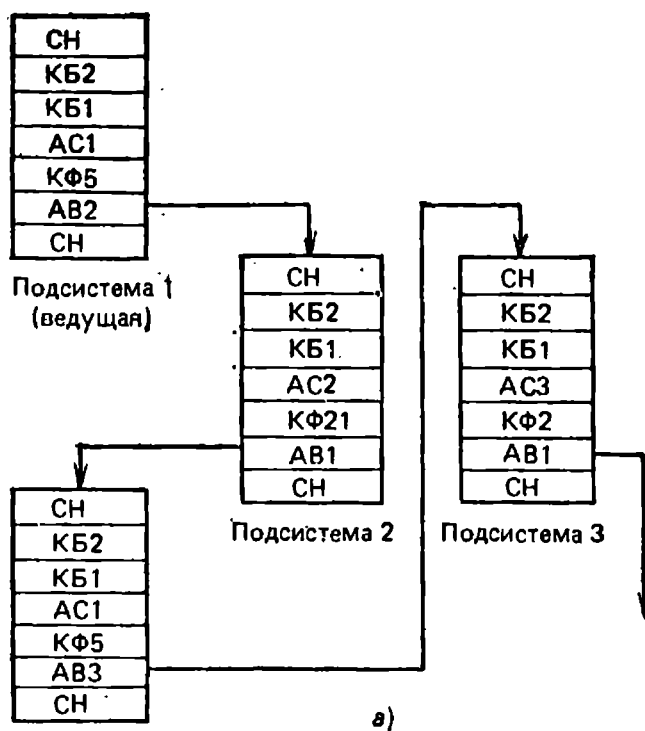 СН
КБ2
КБ1
АС1
КФ5
АВ2
СН
Подсистема 1
(ведущая)
СН
КБ2
КБ1
АС2
КФ21
АВ1
СН
Подсистема 2
СН
КБ2
КБ1
АС3
КФ2
АВ1
СН
Подсистема 3
СН
КБ2
КБ1
АС1
КФ5
АВ3
СН
а)